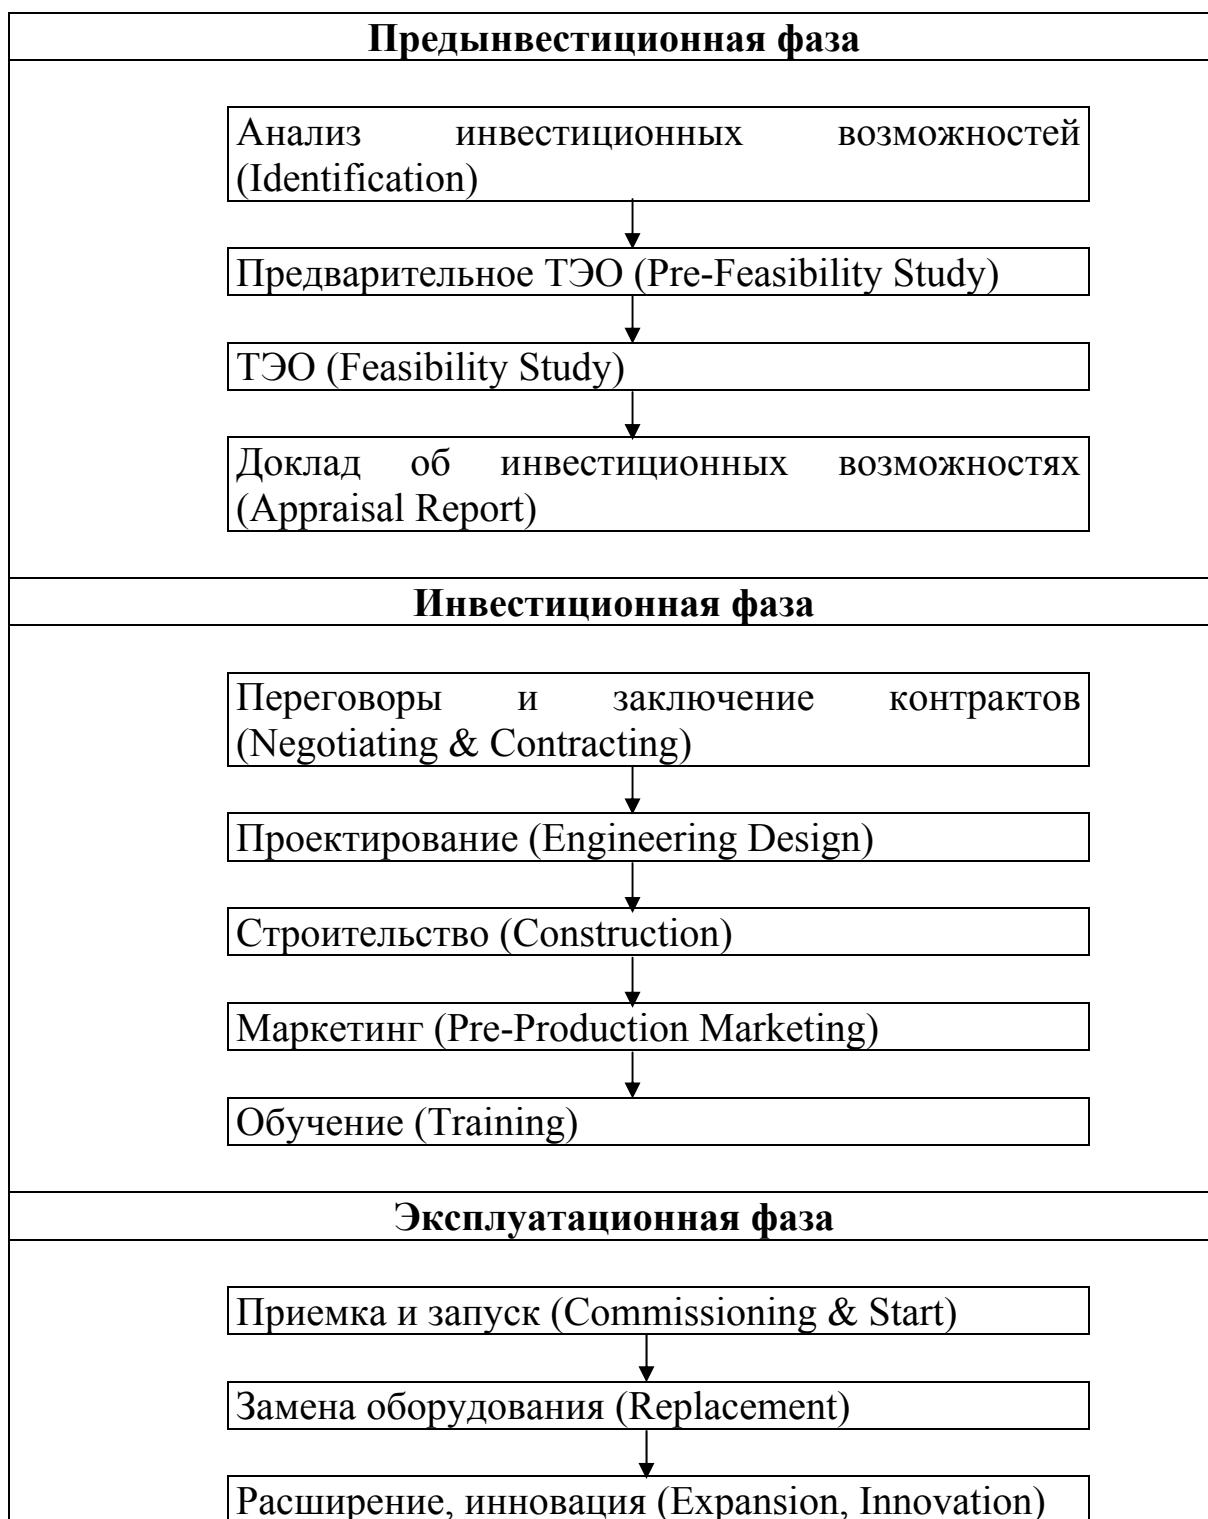 Предынвестиционная фаза
Анализ инвестиционных возможностей
(Identification)
Предварительное ТЭО (Pre-Feasibility Study)
ТЭО (Feasibility Study)
Доклад об инвестиционных возможностях
(Appraisal Report)
Инвестиционная фаза
Переговоры и заключение контрактов
(Negotiating & Contracting)
Проектирование (Engineering Design)
Строительство (Construction)
Маркетинг (Pre-Production Marketing)
Обучение (Training)
Эксплуатационная фаза
Приемка и запуск (Commissioning & Start)
Замена оборудования (Replacement)
Расширение, инновация (Expansion, Innovation)